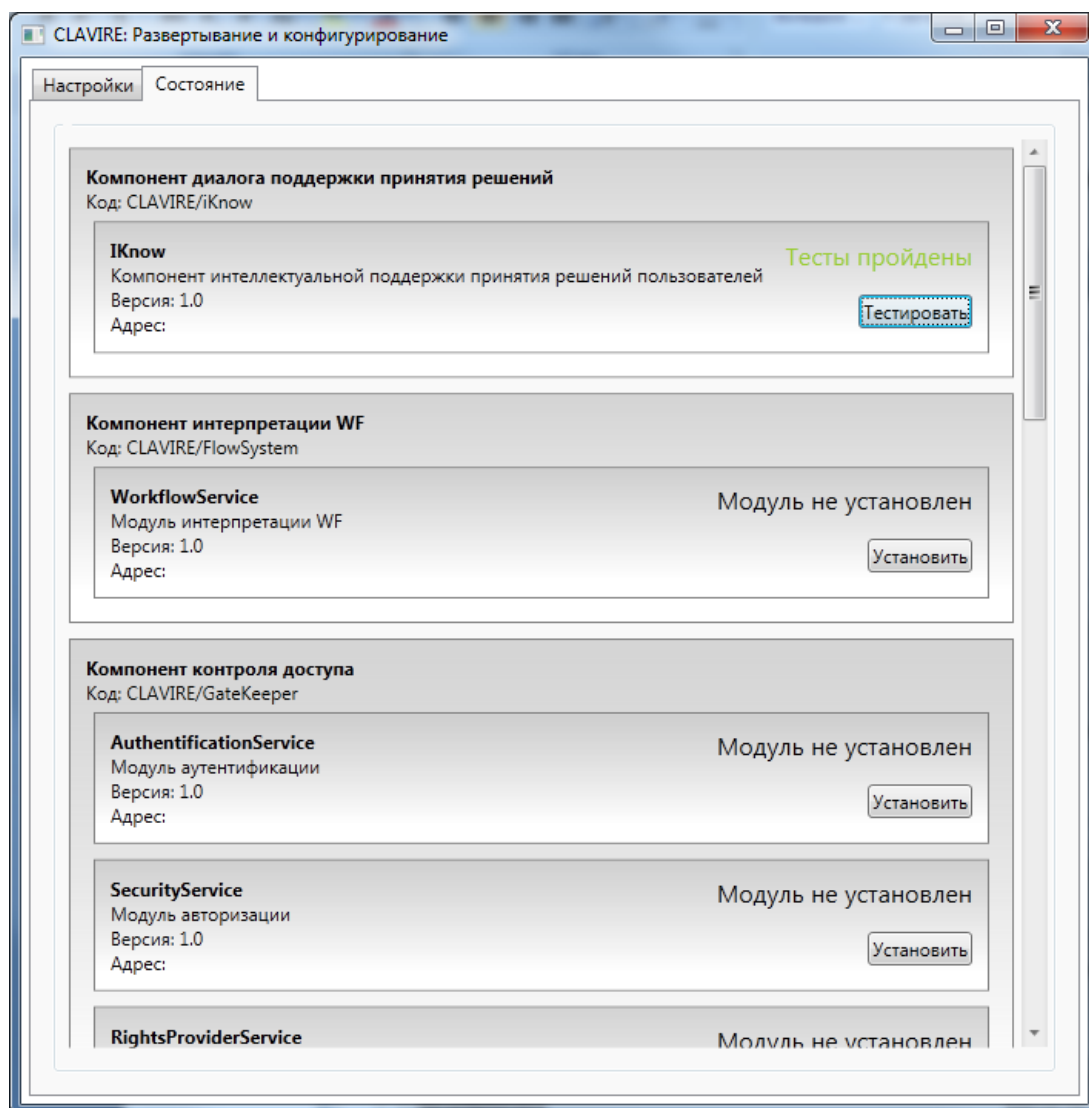 CLAVIRE: Развертывание и конфигурирование
Настройки
Состояние
Компонент диалога поддержки принятия решений
Код: CLAVIRE/iKnow
IKnow
Тесты пройдены
Компонент интеллектуальной поддержки принятия решений пользователей
Версия: 1.0
Тестировать
Адрес:
Компонент интерпретации WF
Код: CLAVIRE/FlowSystem
WorkflowService
Модуль не установлен
Модуль интерпретации WF
Версия: 1.0
Установить
Адрес:
Компонент контроля доступа
Код: CLAVIRE/GateKeeper
AuthentificationService
Модуль не установлен
Модуль аутентификации
Версия: 1.0
Установить
Адрес:
SecurityService
Модуль не установлен
Модуль авторизации
Версия: 1.0
Установить
Адрес:
RightsProviderService
Модуль не установлен